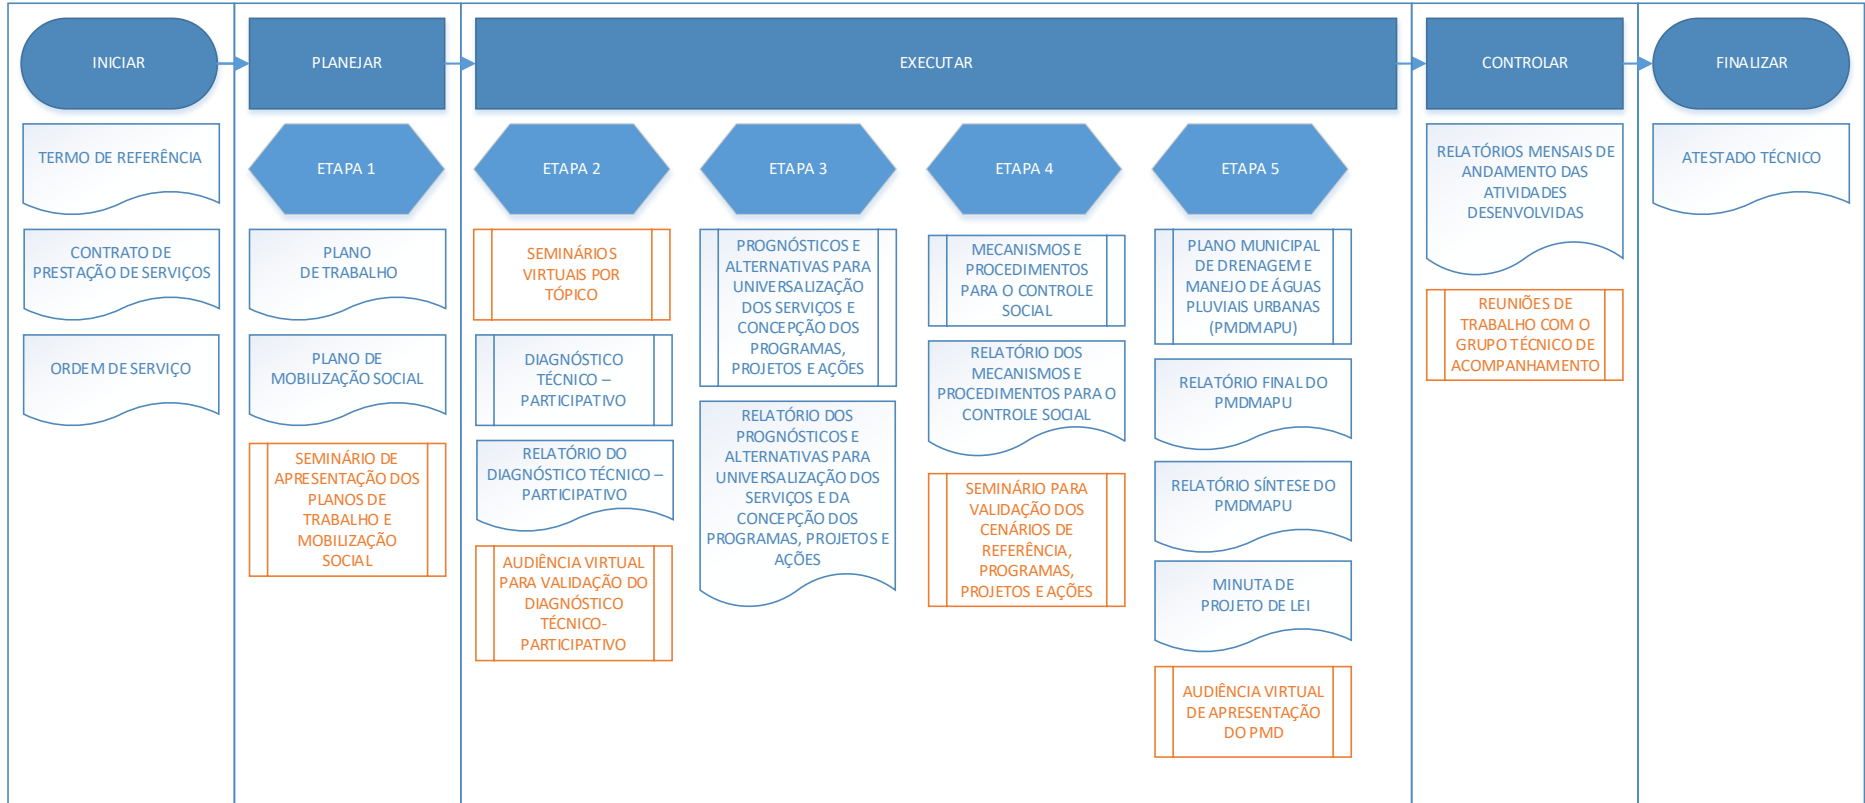 INICIAR
PLANEJAR
EXECUTAR
CONTROLAR
FINALIZAR
TERMO DE REFERÊNCIA
CONTRATO DE
PRESTAÇÃO DE SERVIÇOS
ORDEM DE SERVIÇO
ETAPA 1
PLANO
DE TRABALHO
PLANO DE
MOBILIZAÇÃO SOCIAL
SEMINÁRIO DE
APRESENTAÇÃO DOS
PLANOS DE
TRABALHO E
MOBILIZAÇÃO
SOCIAL
ETAPA 2
SEMINÁRIOS
VIRTUAIS POR
TÓPICO
DIAGNÓSTICO
TÉCNICO –
PARTICIPATIVO
RELATÓRIO DO
DIAGNÓSTICO TÉCNICO –
PARTICIPATIVO
AUDIÊNCIA VIRTUAL
PARA VALIDAÇÃO DO
DIAGNÓSTICO
TÉCNICO-
PARTICIPATIVO
ETAPA 3
PROGNÓSTICOS E
ALTERNATIVAS PARA
UNIVERSALIZAÇÃO
DOS SERVIÇOS E
CONCEPÇÃO DOS
PROGRAMAS,
PROJETOS E AÇÕES
RELATÓRIO DOS
PROGNÓSTICOS E
ALTERNATIVAS PARA
UNIVERSALIZAÇÃO DOS
SERVIÇOS E DA
CONCEPÇÃO DOS
PROGRAMAS, PROJETOS E
AÇÕES
ETAPA 4
MECANISMOS E
PROCEDIMENTOS
PARA O CONTROLE
SOCIAL
RELATÓRIO DOS
MECANISMOS E
PROCEDIMENTOS PARA O
CONTROLE SOCIAL
SEMINÁRIO PARA
VALIDAÇÃO DOS
CENÁRIOS DE
REFERÊNCIA,
PROGRAMAS,
PROJETOS E AÇÕES
ETAPA 5
PLANO MUNICIPAL
DE DRENAGEM E
MANEJO DE ÁGUAS
PLUVIAIS URBANAS
(PMDMAPU)
RELATÓRIO FINAL DO
PMDMAPU
RELATÓRIO SÍNTESE DO
PMDMAPU
MINUTA DE
PROJETO DE LEI
AUDIÊNCIA VIRTUAL
DE APRESENTAÇÃO
DO PMD
RELATÓRIOS MENSAIS DE
ANDAMENTO DAS
ATIVIDADES
DESENVOLVIDAS
REUNIÕES DE
TRABALHO COM O
GRUPO TÉCNICO DE
ACOMPANHAMENTO
ATESTADO TÉCNICO